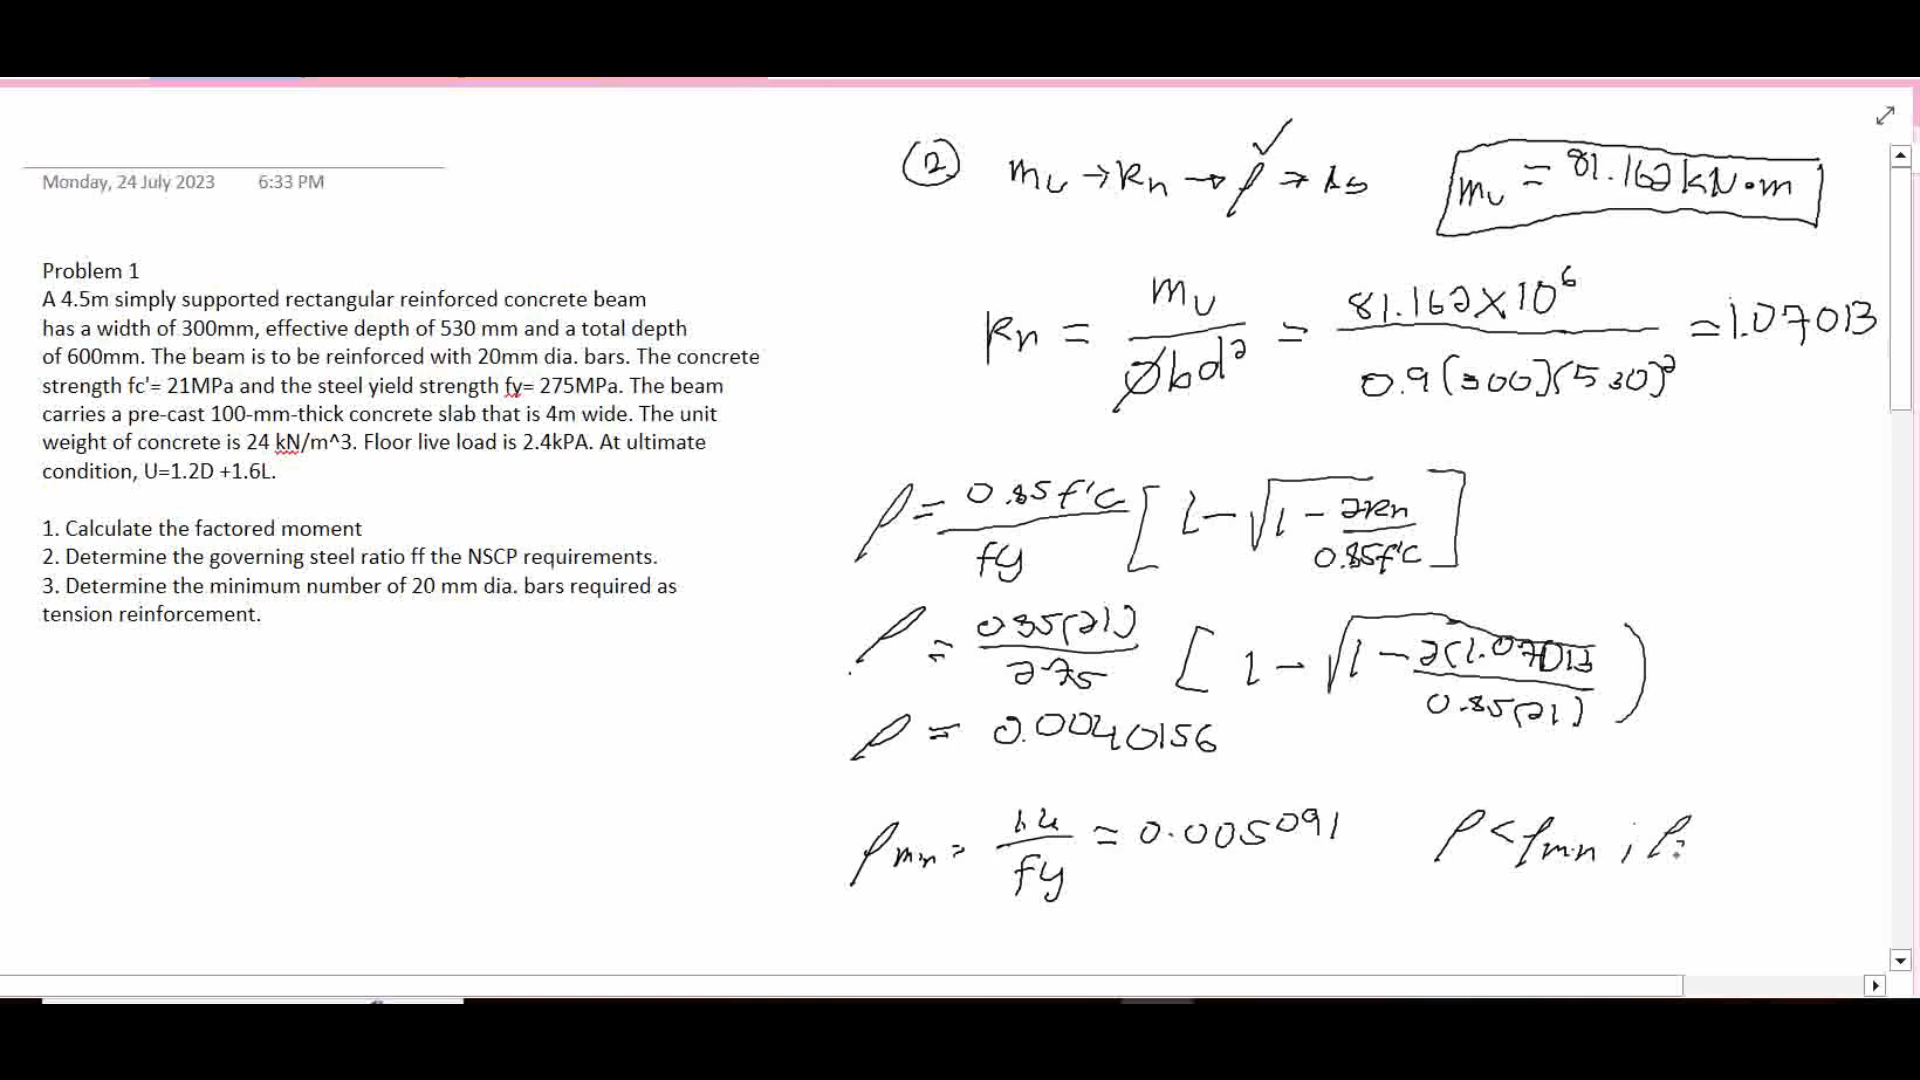 Monday, 24 July 2023 6:33 PM
Problem 1
A 4.5m simply supported rectangular reinforced concrete beam
has a width of 300mm, effective depth of 530 mm and a total depth
of 600mm. The beam is to be reinforced with 20mm dia. bars. The concrete
strength fc'= 21MPa and the steel yield strength fy= 275MPa. The beam
carries a pre-cast 100-mm-thick concrete slab that is 4m wide. The unit
weight of concrete is 24 kN/m^3. Floor live load is 2.4kPA. At ultimate
condition, U=1.2D +1.6L.
1. Calculate the factored moment
2. Determine the governing steel ratio ff the NSCP requirements.
3. Determine the minimum number of 20 mm dia. bars required as
tension reinforcement.
② Mu → Rn → ρ ✓ → As
Mu = 81.162 kN·m
Rn = Mu / ∅bd² = 81.162 x 10⁶ / 0.9(300)(530)² = 1.07013
ρ = 0.85f'c / fy [1 - √1 - 2Rn / 0.85f'c]
ρ = 0.85(21) / 275 [1 - √1 - 2(1.07013 / 0.85(21))
ρ = 0.0040156
ρmin = 1.4 / fy = 0.005091
ρ < ρmin ; ρ=